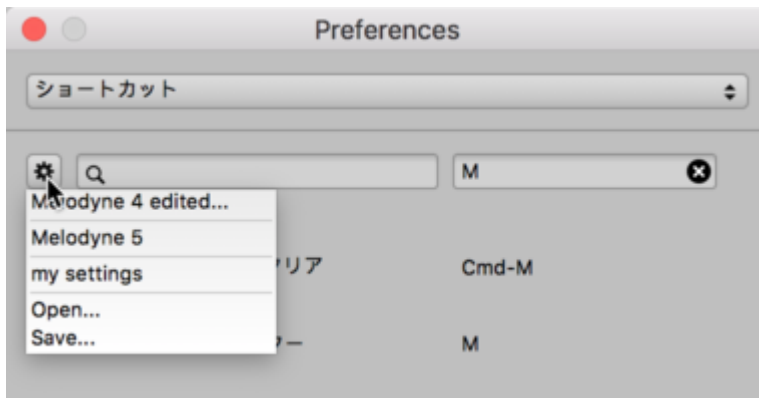 Preferences
ショートカット
M
Melodyne 4 edited...
Melodyne 5
リア Cmd-M
my settings
Open...
Save...
ー M